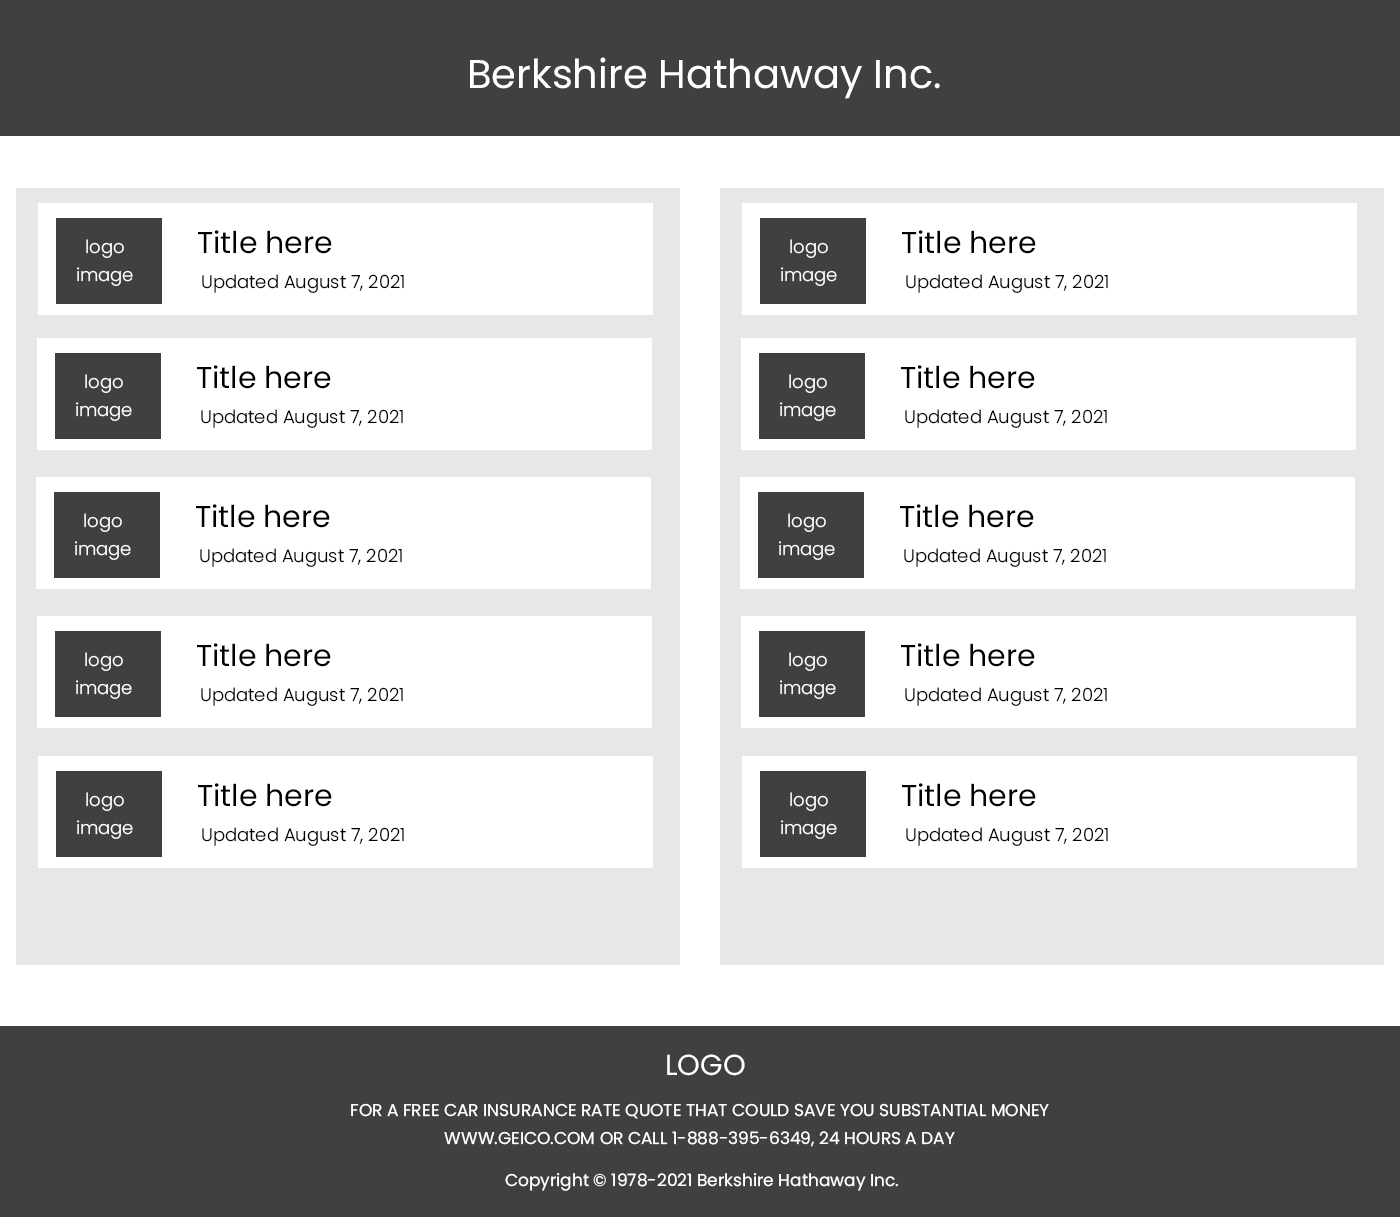 Berkshire Hathaway Inc.
logo
image
Title here
Updated August 7, 2021
logo
image
Title here
Updated August 7, 2021
logo
image
Title here
Updated August 7, 2021
logo
image
Title here
Updated August 7, 2021
logo
image
Title here
Updated August 7, 2021
logo
image
Title here
Updated August 7, 2021
logo
image
Title here
Updated August 7, 2021
logo
image
Title here
Updated August 7, 2021
logo
image
Title here
Updated August 7, 2021
logo
image
Title here
Updated August 7, 2021
LOGO
FOR A FREE CAR INSURANCE RATE QUOTE THAT COULD SAVE YOU SUBSTANTIAL MONEY
WWW.GEICO.COM OR CALL 1-888-395-6349, 24 HOURS A DAY
Copyright © 1978-2021 Berkshire Hathaway Inc.